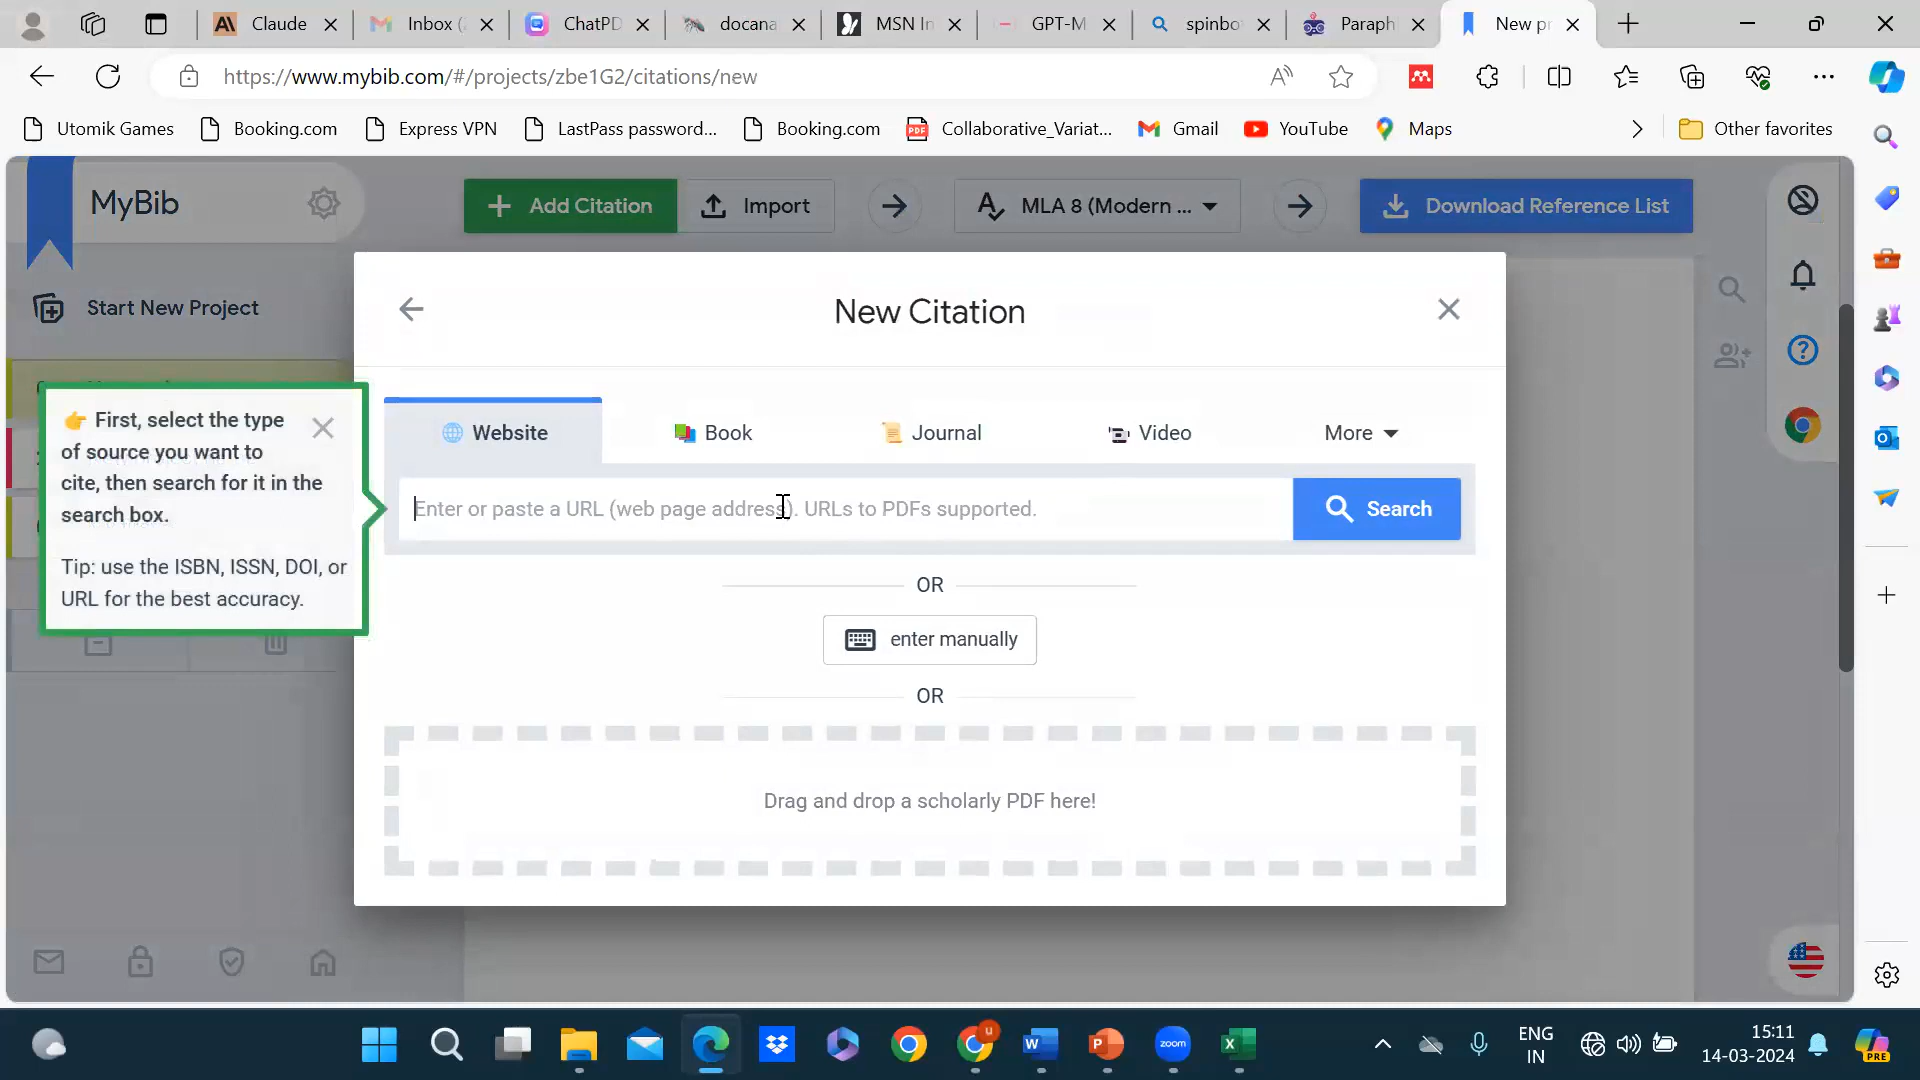 Claude
Inbox (
ChatPD
docana
MSN In
GPT-M
spinbo
Paraph
New pr
https://www.mybib.com/#/projects/zbe1G2/citations/new
Utomik Games
Booking.com
Express VPN
LastPass password...
Booking.com
Collaborative_Variat...
Gmail
YouTube
Maps
Other favorites
MyBib
Add Citation
Import
MLA 8 (Modern ...
Download Reference List
Start New Project
New Citation
👉 First, select the type
of source you want to
cite, then search for it in the
search box.
Tip: use the ISBN, ISSN, DOI, or
URL for the best accuracy.
Website
Book
Journal
Video
More
Enter or paste a URL (web page address). URLs to PDFs supported.
Search
OR
enter manually
OR
Drag and drop a scholarly PDF here!
zoom
ENG
IN
15:11
14-03-2024
PRE